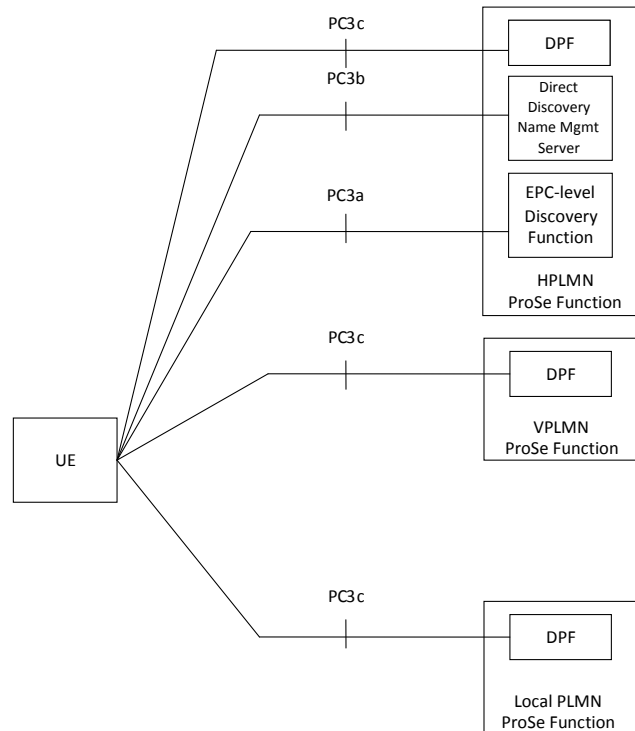 PC3c
DPF
PC3b
Direct
Discovery
Name Mgmt
Server
PC3a
EPC-level
Discovery
Function
HPLMN
ProSe Function
PC3c
DPF
VPLMN
ProSe Function
UE
PC3c
DPF
Local PLMN
ProSe Function